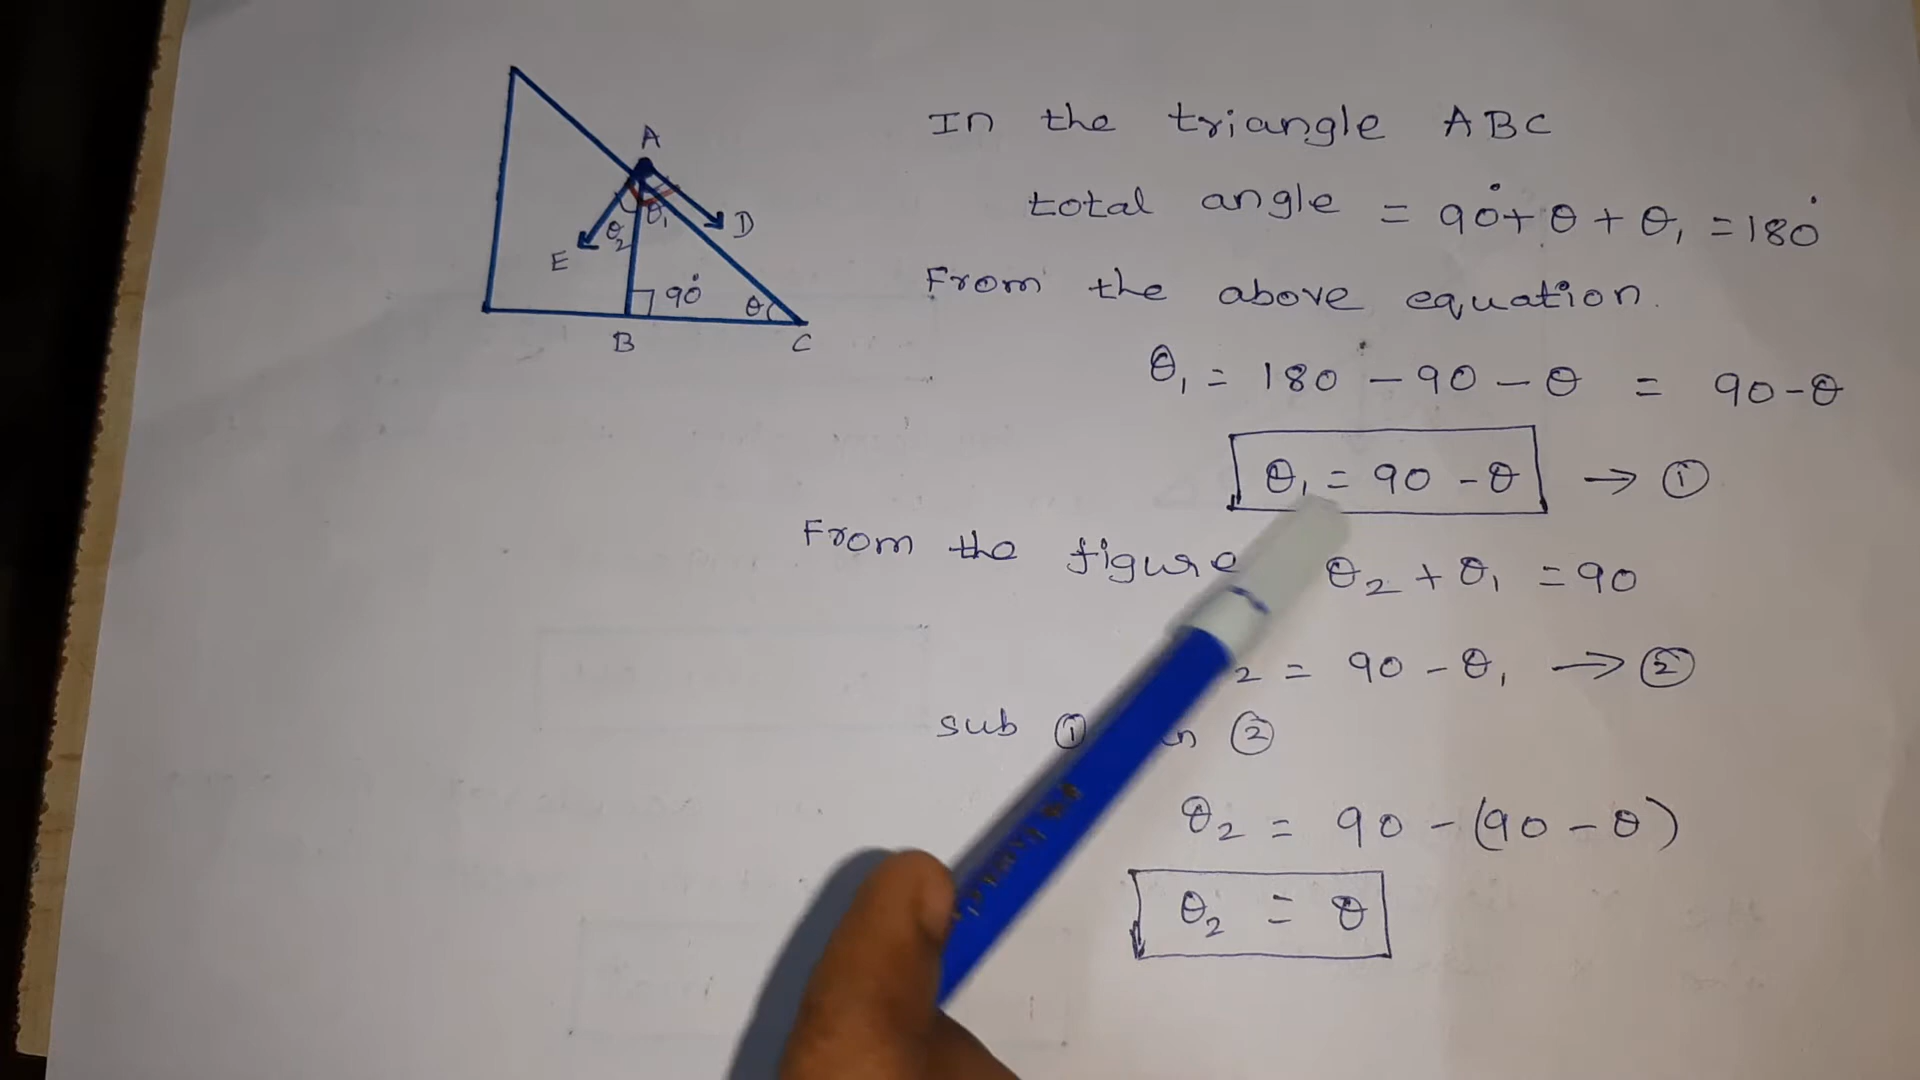 A
D
E
θ₂
θ₁
90°
θ
B
C
In the triangle ABC
total angle = 90°+ θ + θ₁ = 180°
From the above equation.
θ₁ = 180 - 90 - θ = 90-θ
θ₁ = 90 - θ → ①
From the figure θ₂ + θ₁ = 90
₂ = 90 - θ₁ → ②
sub ① in ②
θ₂ = 90 - (90 - θ)
θ₂ = θ